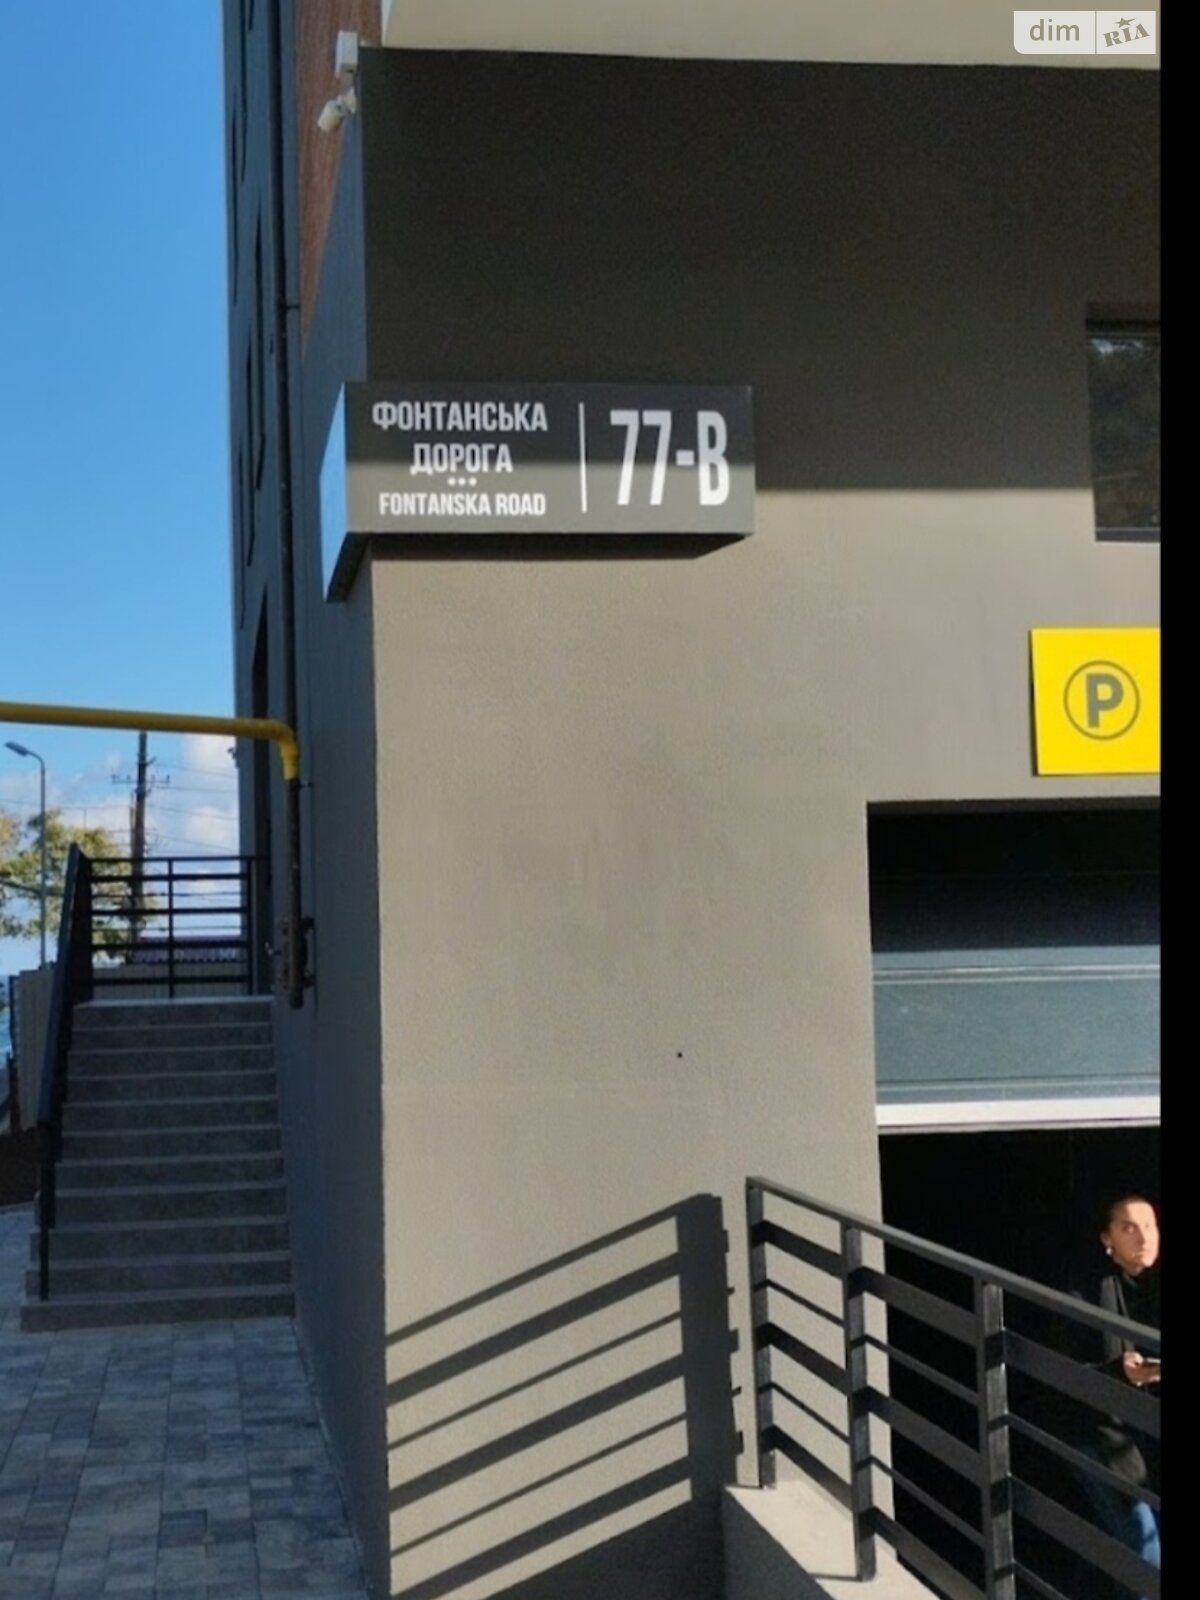 dim RIA
ФОНТАНСЬКА
ДОРОГА
FONTANSKA ROAD
77-В
P